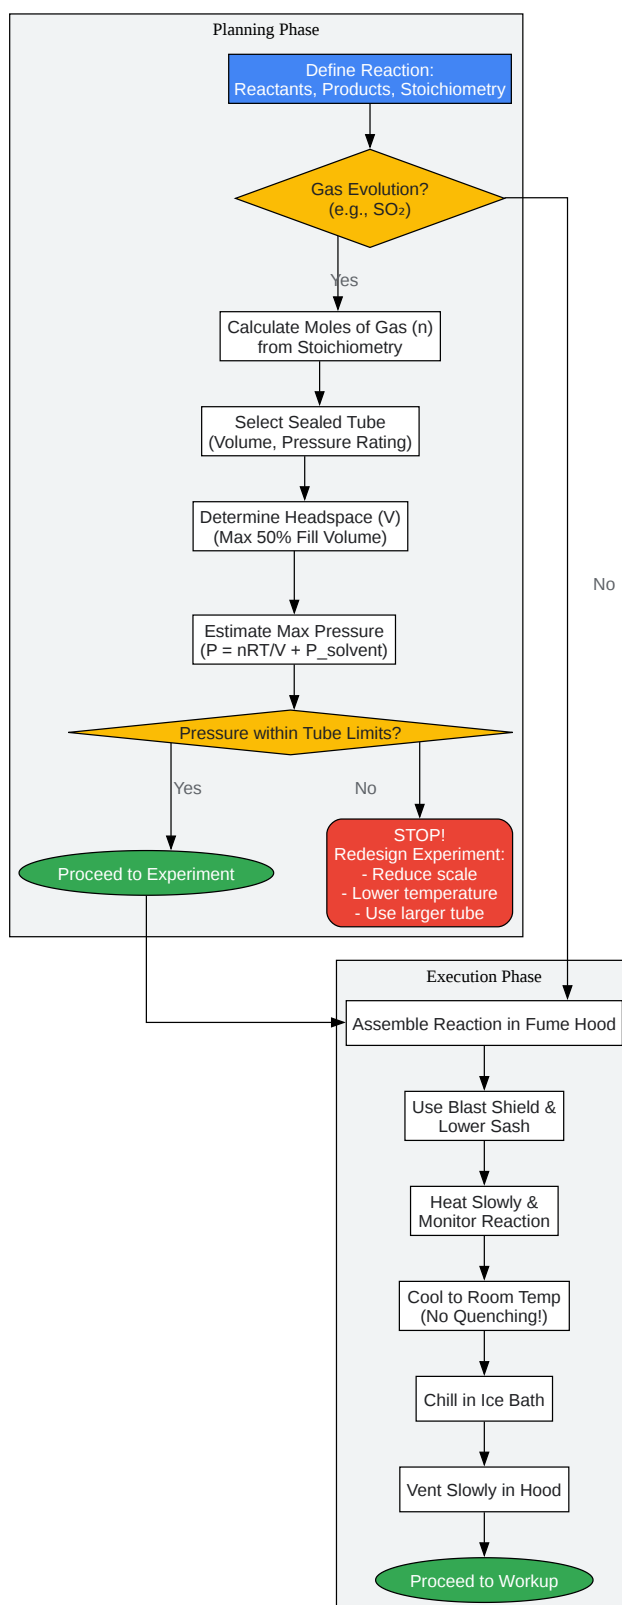 Planning Phase
Define Reaction:
Reactants, Products, Stoichiometry
Gas Evolution?
(e.g., SO₂)
Yes
Calculate Moles of Gas (n)
from Stoichiometry
Select Sealed Tube
(Volume, Pressure Rating)
Determine Headspace (V)
(Max 50% Fill Volume)
No
Estimate Max Pressure
(P = nRT/V + P_solvent)
Pressure within Tube Limits?
Yes
No
Proceed to Experiment
STOP!
Redesign Experiment:
- Reduce scale
- Lower temperature
- Use larger tube
Execution Phase
Assemble Reaction in Fume Hood
Use Blast Shield &
Lower Sash
Heat Slowly &
Monitor Reaction
Cool to Room Temp
(No Quenching!)
Chill in Ice Bath
Vent Slowly in Hood
Proceed to Workup